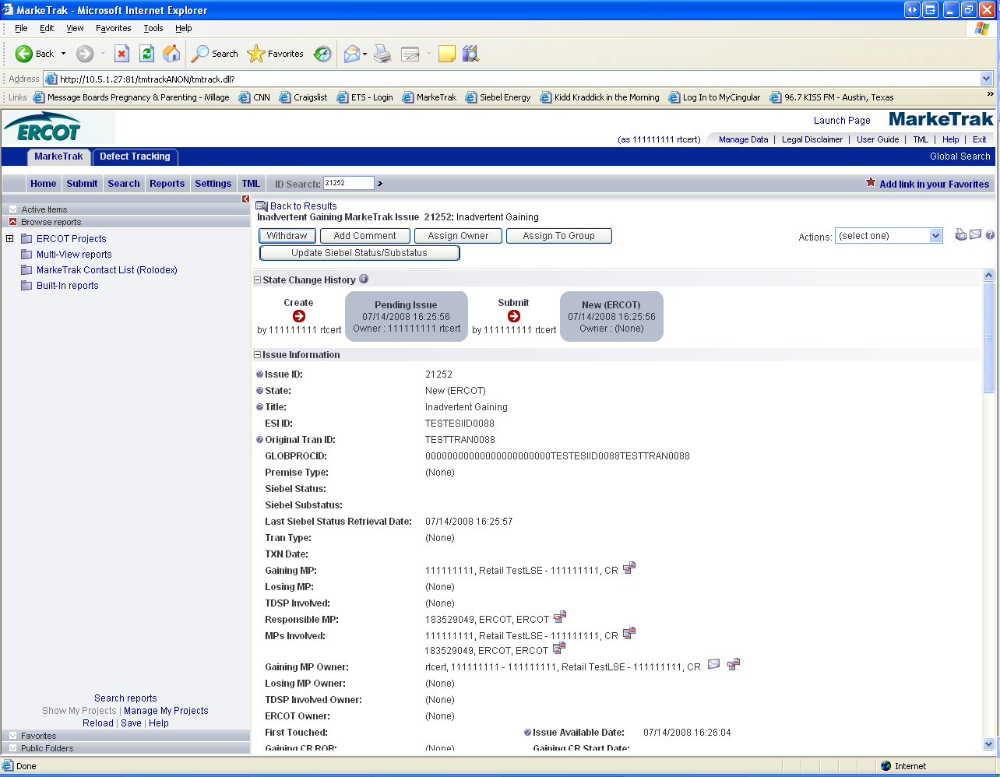 MarkeTrak - Microsoft Internet Explorer
File Edit View Favorites Tools Help
Back Search Favorites
Address http://10.5.1.27:81/tmtrackANON/tmtrack.dll?
Links Message Boards Pregnancy & Parenting - iVillage CNN Craigslist ETS - Login MarkeTrak Siebel Energy Kidd Kraddick in the Morning Log In to MyCingular 96.7 KISS FM - Austin, Texas »
ERCOT Launch Page MarkeTrak
(as 111111111 rtcert) Manage Data | Legal Disclaimer | User Guide | TML | Help | Exit
MarkeTrak Defect Tracking Global Search
Home Submit Search Reports Settings TML ID Search: 21252 Add link in your Favorites
Active Items
Browse reports
ERCOT Projects
Multi-View reports
MarkeTrak Contact List (Rolodex)
Built-In reports
Search reports
Show My Projects | Manage My Projects
Reload | Save | Help
Favorites
Public Folders
Back to Results
Inadvertent Gaining MarkeTrak Issue 21252: Inadvertent Gaining
Withdraw Add Comment Assign Owner Assign To Group Actions: (select one)
Update Siebel Status/Substatus
State Change History
Create Pending Issue Submit New (ERCOT)
07/14/2008 16:25:56 07/14/2008 16:25:56
by 111111111 rtcert Owner : 111111111 rtcert by 111111111 rtcert Owner : (None)
Issue Information
Issue ID: 21252
State: New (ERCOT)
Title: Inadvertent Gaining
ESI ID: TESTESIID0088
Original Tran ID: TESTTRAN0088
GLOBPROCID: 00000000000000000000000TESTESIID0088TESTTRAN0088
Premise Type: (None)
Siebel Status:
Siebel Substatus:
Last Siebel Status Retrieval Date: 07/14/2008 16:25:57
Tran Type: (None)
TXN Date:
Gaining MP: 111111111, Retail TestLSE - 111111111, CR
Losing MP: (None)
TDSP Involved: (None)
Responsible MP: 183529049, ERCOT, ERCOT
MPs Involved: 111111111, Retail TestLSE - 111111111, CR
183529049, ERCOT, ERCOT
Gaining MP Owner: rtcert, 111111111 - 111111111, Retail TestLSE - 111111111, CR
Losing MP Owner: (None)
TDSP Involved Owner: (None)
ERCOT Owner: (None)
First Touched: Issue Available Date: 07/14/2008 16:26:04
Gaining CR ROR: (None) Gaining CR Start Date:
Done Internet